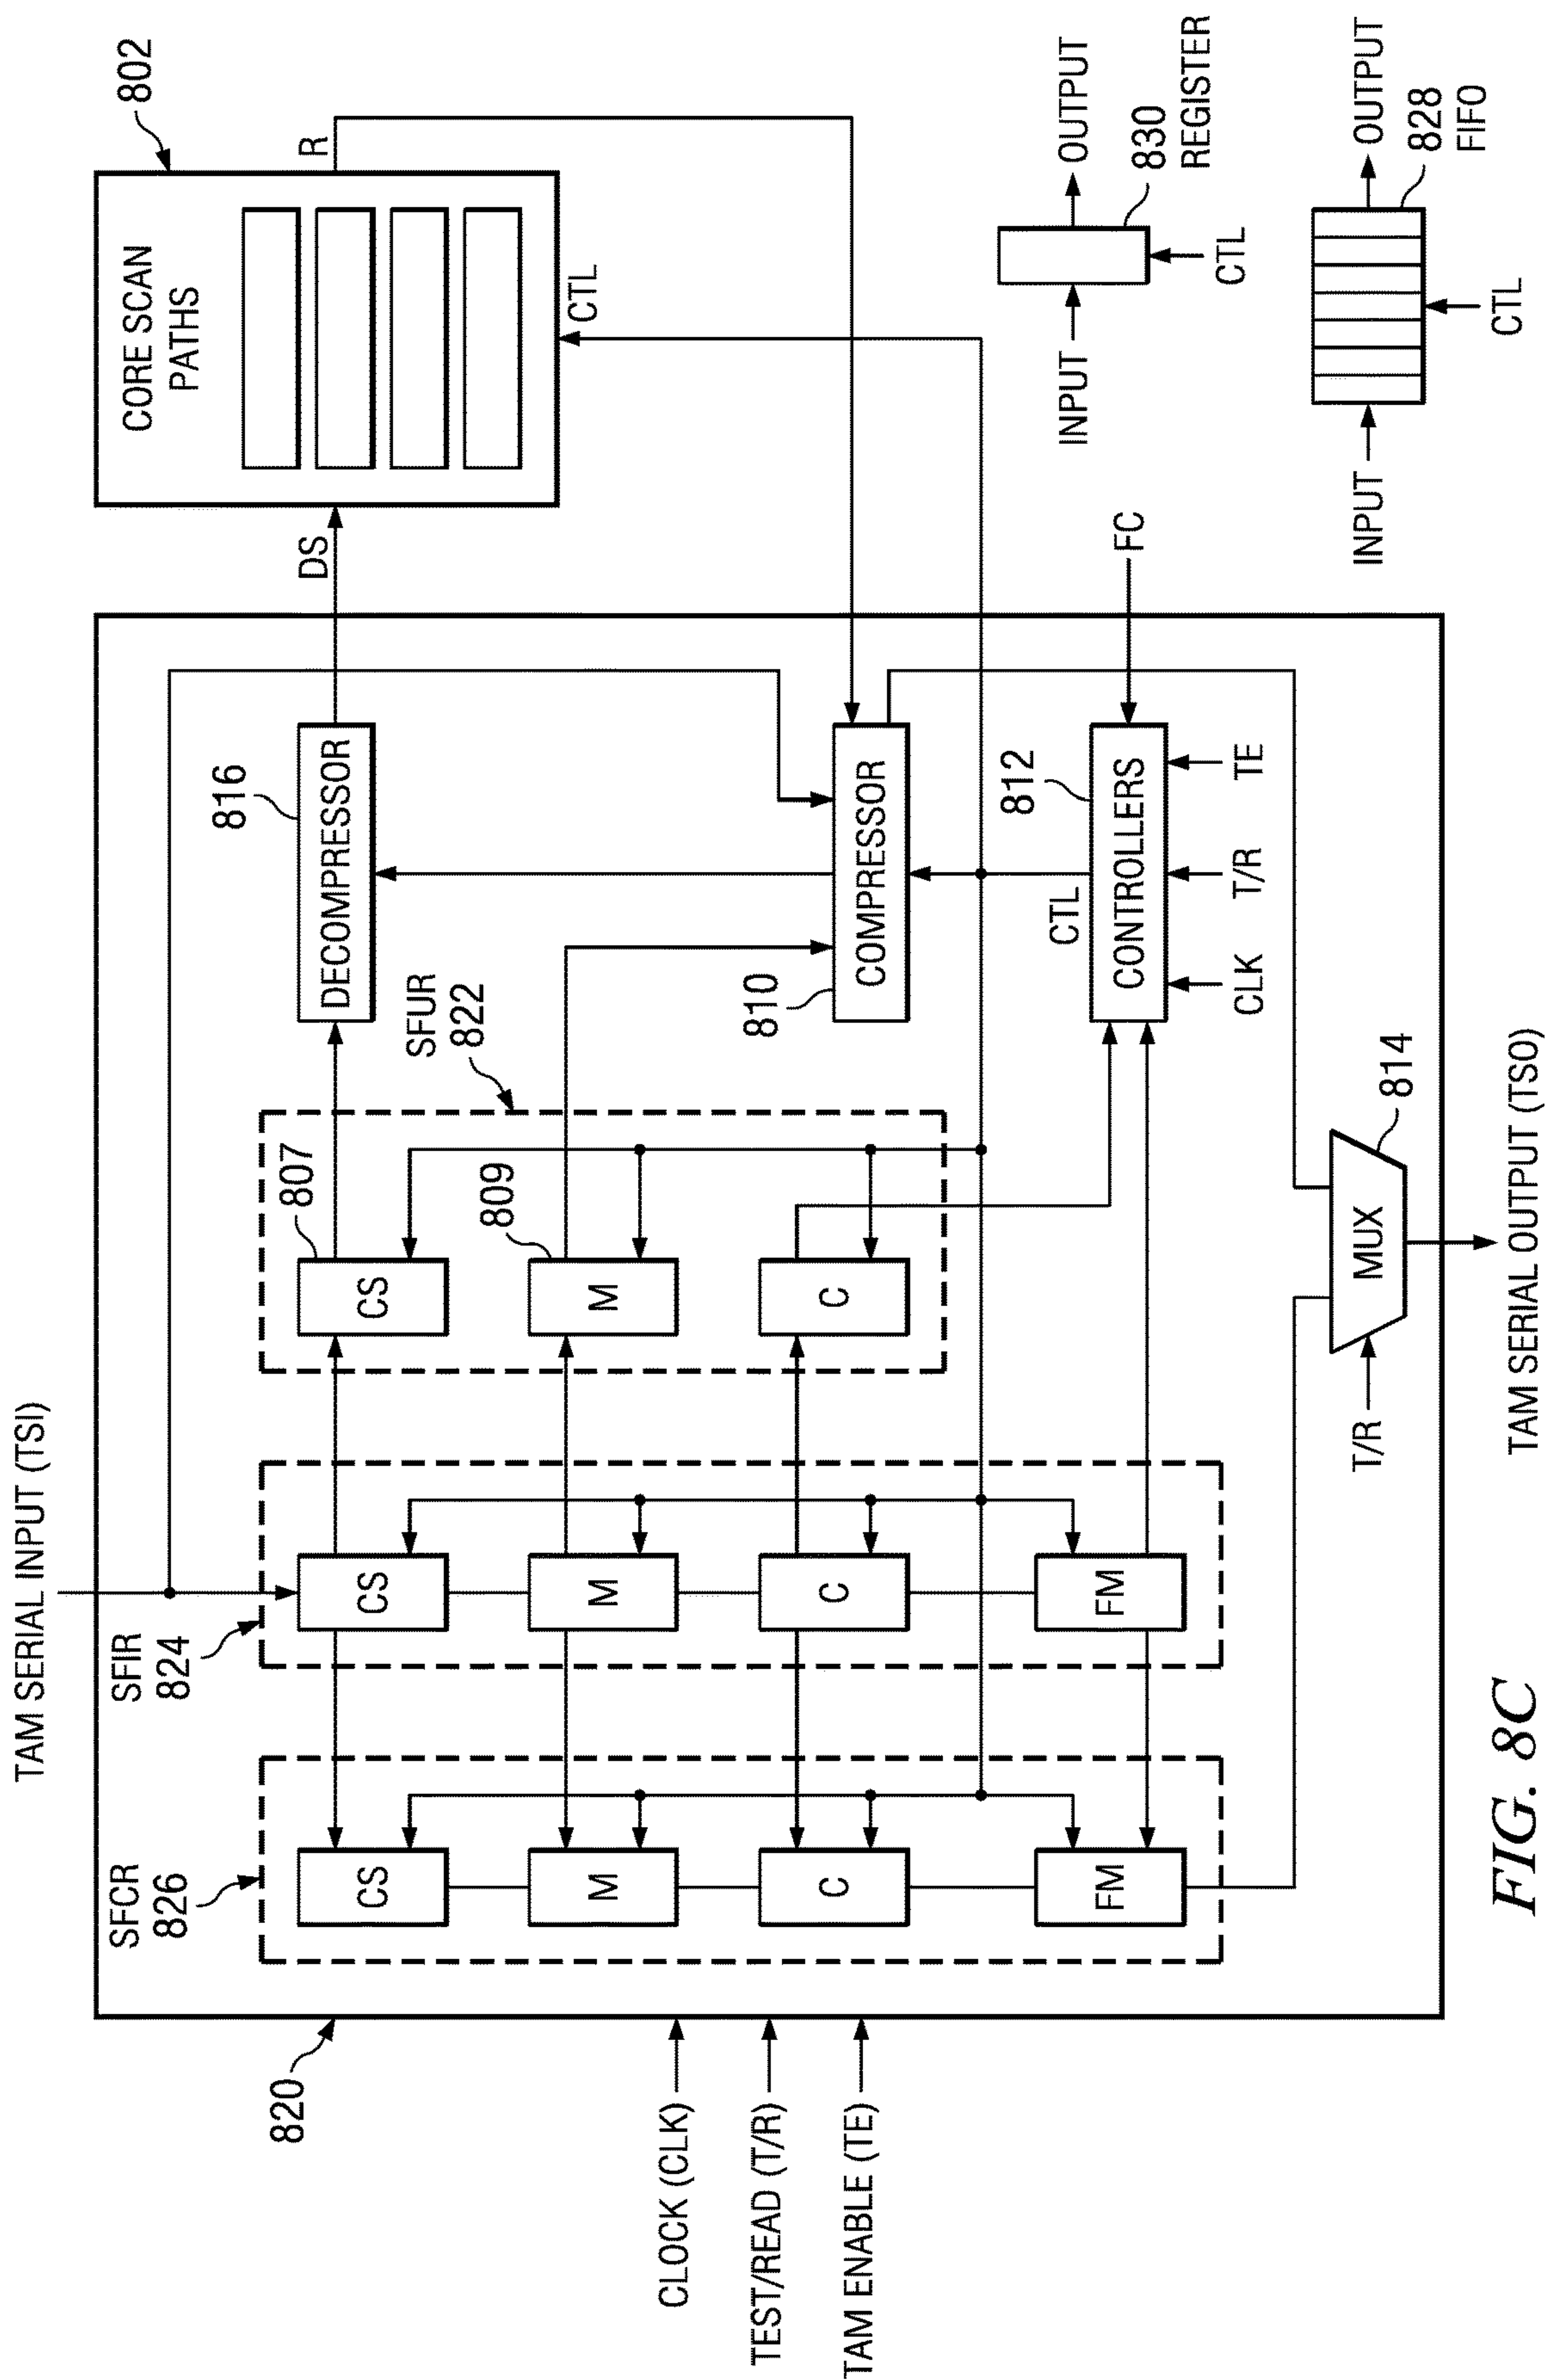 TAM SERIAL INPUT (TSI)
820
SFCR
826
SFIR
824
CS
M
C
FM
CS
M
C
FM
SFUR
822
807
CS
809
M
C
816
DECOMPRESSOR
810
COMPRESSOR
CTL
812
CONTROLLERS
CLK
T/R
TE
FC
DS
802
CORE SCAN
PATHS
R
CTL
CLOCK (CLK)
TEST/READ (T/R)
TAM ENABLE (TE)
T/R
MUX
814
TAM SERIAL OUTPUT (TSO)
INPUT
OUTPUT
830
REGISTER
CTL
INPUT
OUTPUT
828
FIFO
CTL
FIG. 8C